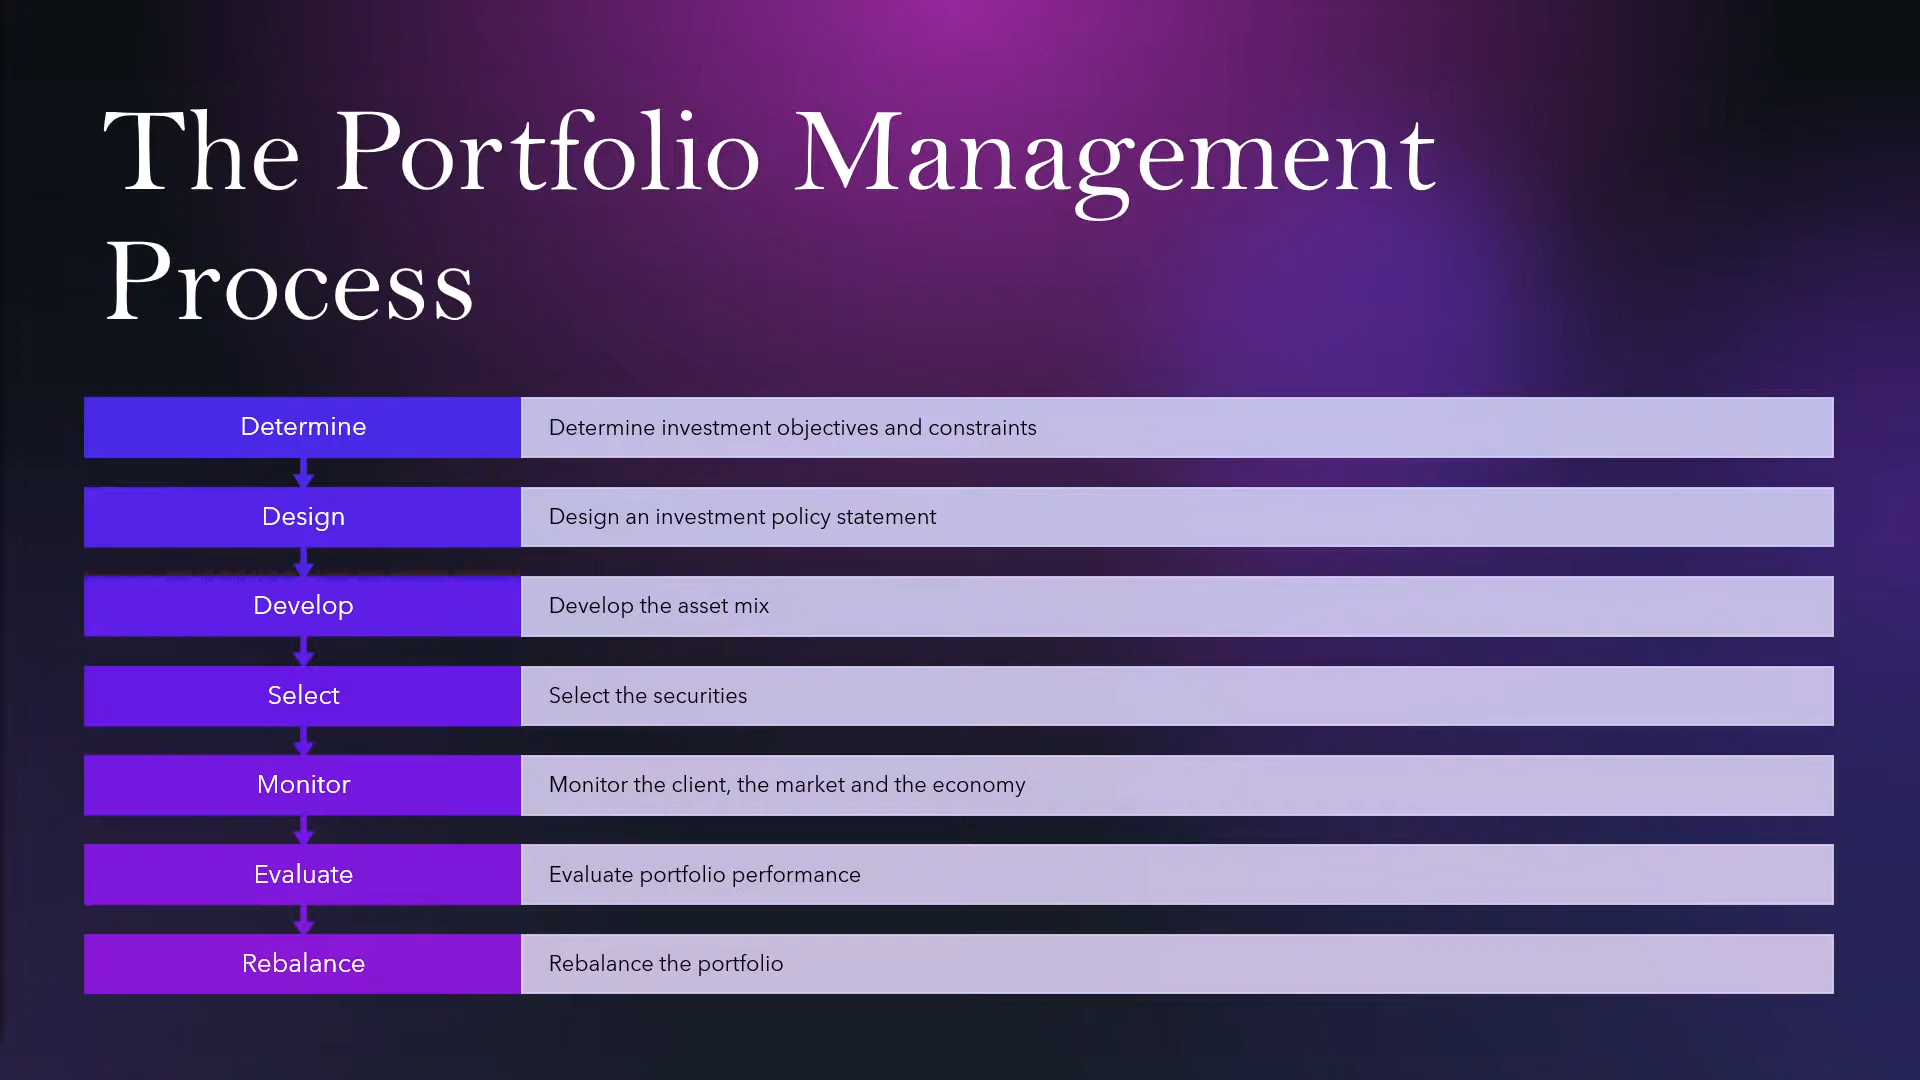 The Portfolio Management
Process
Determine
Determine investment objectives and constraints
Design
Design an investment policy statement
Develop
Develop the asset mix
Select
Select the securities
Monitor
Monitor the client, the market and the economy
Evaluate
Evaluate portfolio performance
Rebalance
Rebalance the portfolio